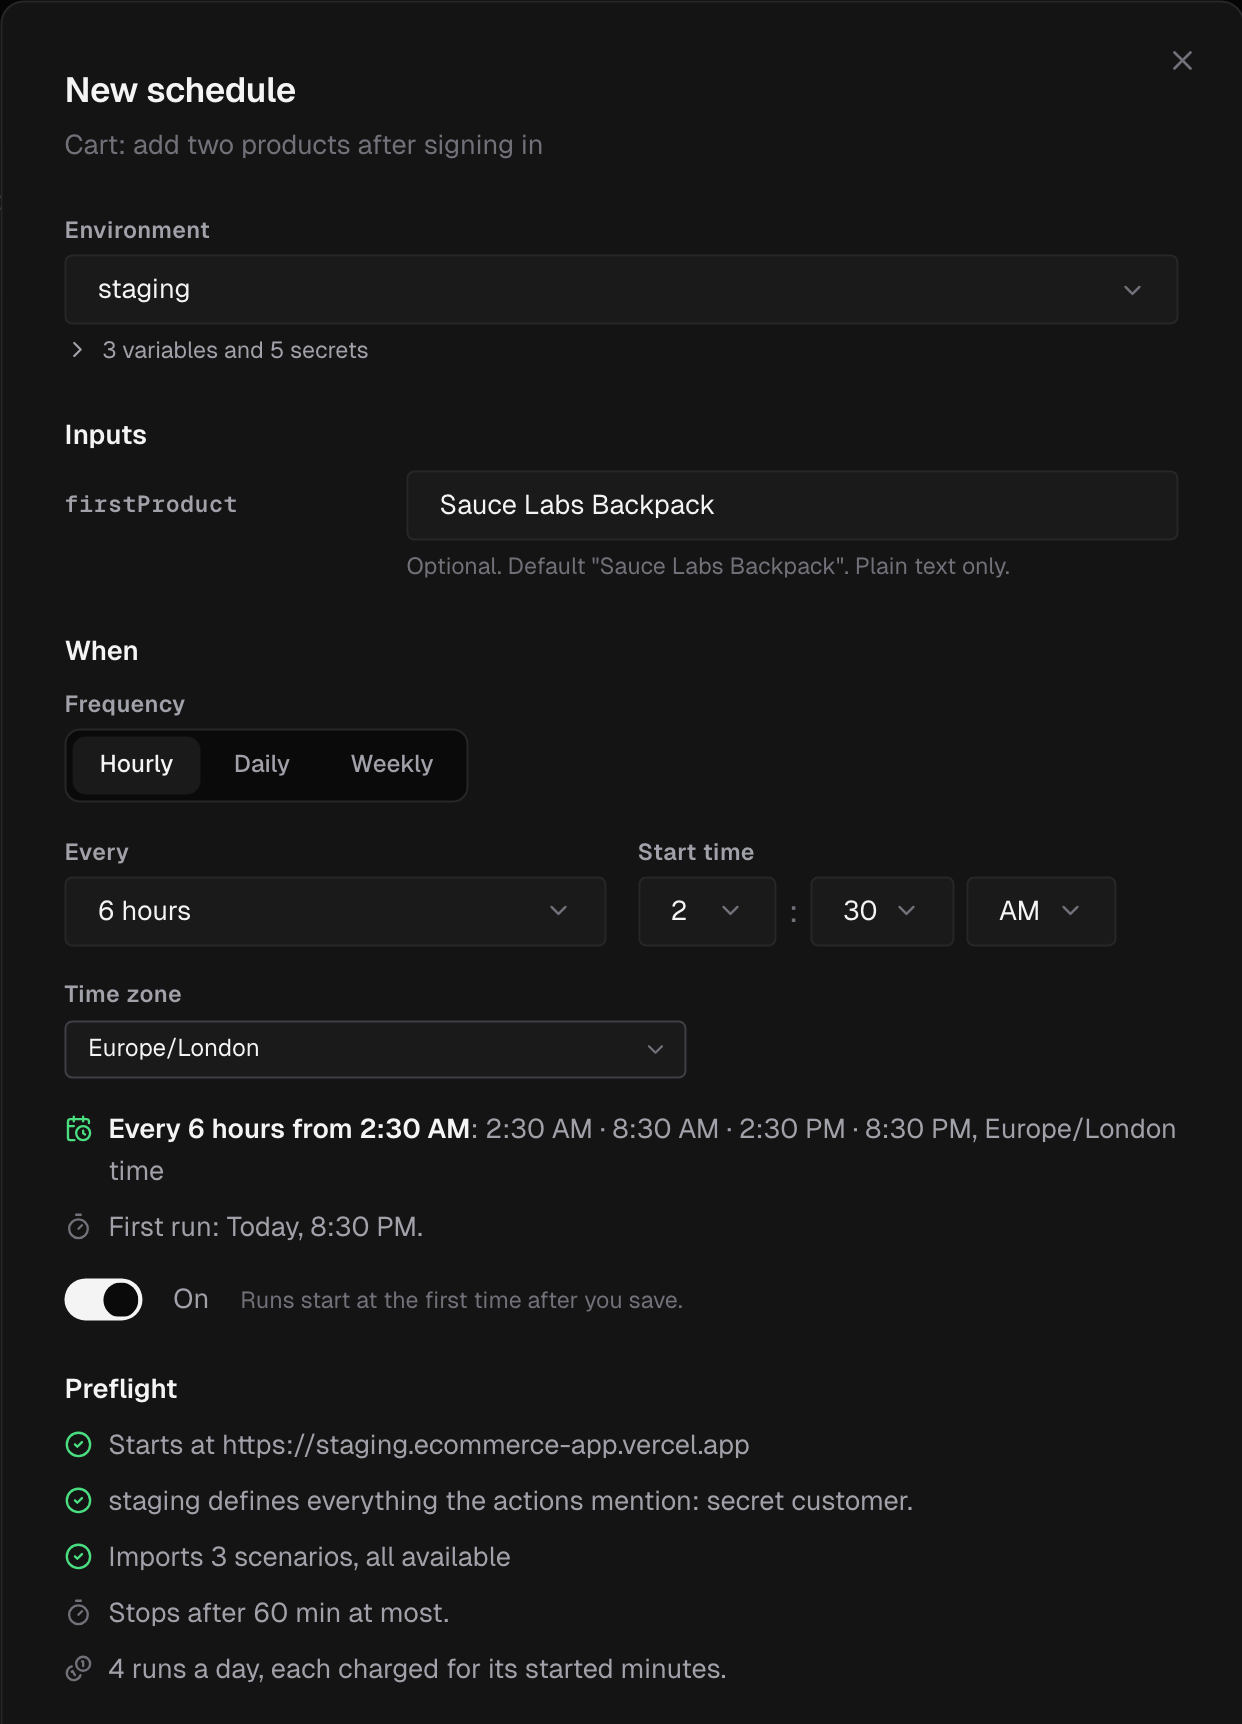 New schedule
Cart: add two products after signing in
Environment
staging
3 variables and 5 secrets
Inputs
firstProduct
Sauce Labs Backpack
Optional. Default "Sauce Labs Backpack". Plain text only.
When
Frequency
Hourly Daily Weekly
Every
Start time
6 hours
2 : 30 AM
Time zone
Europe/London
Every 6 hours from 2:30 AM: 2:30 AM · 8:30 AM · 2:30 PM · 8:30 PM, Europe/London
time
First run: Today, 8:30 PM.
On
Runs start at the first time after you save.
Preflight
Starts at https://staging.ecommerce-app.vercel.app
staging defines everything the actions mention: secret customer.
Imports 3 scenarios, all available
Stops after 60 min at most.
4 runs a day, each charged for its started minutes.